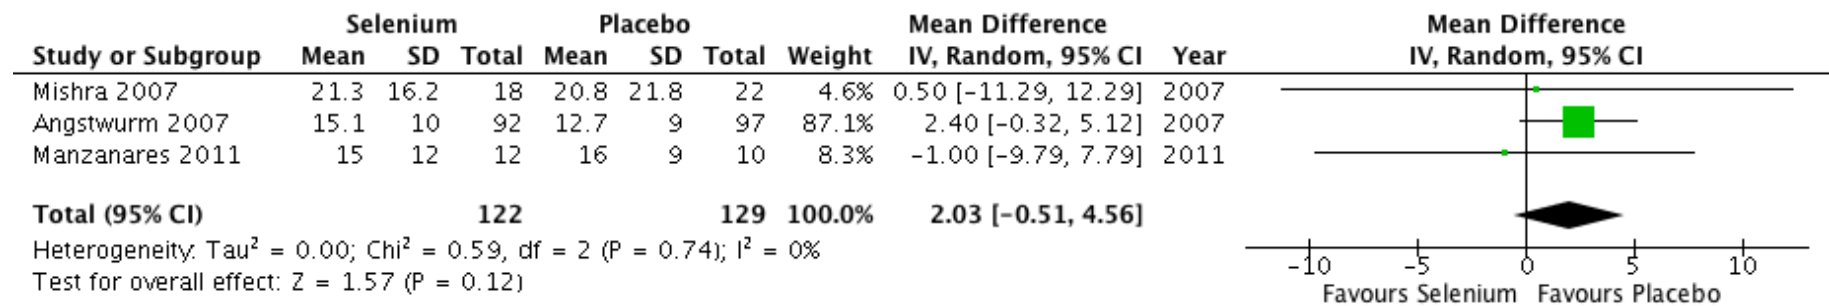 Selenium Placebo Mean Difference Mean Difference
Study or Subgroup Mean SD Total Mean SD Total Weight IV, Random, 95% CI Year IV, Random, 95% CI
Mishra 2007 21.3 16.2 18 20.8 21.8 22 4.6% 0.50 [-11.29, 12.29] 2007
Angstwurm 2007 15.1 10 92 12.7 9 97 87.1% 2.40 [-0.32, 5.12] 2007
Manzanares 2011 15 12 12 16 9 10 8.3% -1.00 [-9.79, 7.79] 2011
Total (95% CI) 122 129 100.0% 2.03 [-0.51, 4.56]
Heterogeneity: Tau² = 0.00; Chi² = 0.59, df = 2 (P = 0.74); I² = 0%
Test for overall effect: Z = 1.57 (P = 0.12)
-10 -5 0 5 10
Favours Selenium Favours Placebo